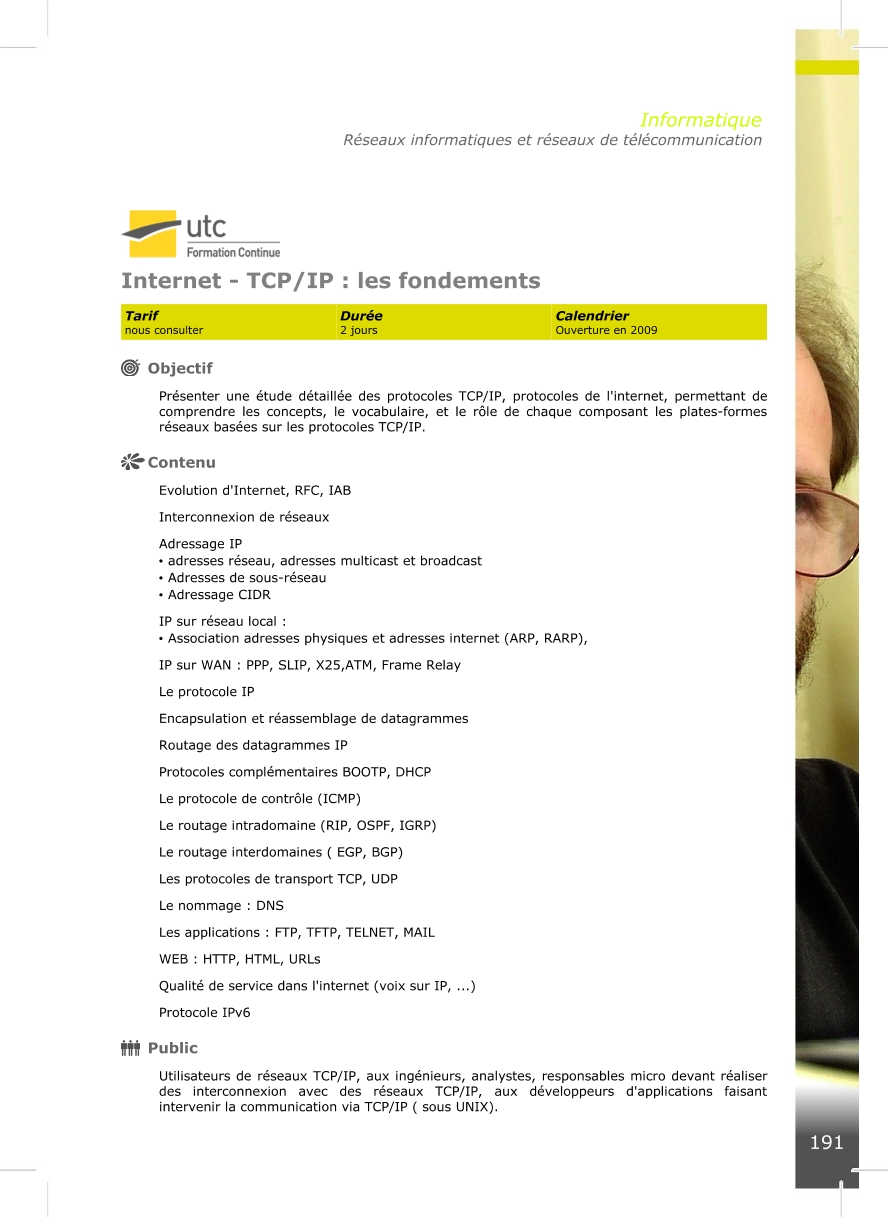 Informatique
Réseaux informatiques et réseaux de télécommunication
utc
Formation Continue
Internet - TCP/IP : les fondements
Tarif
nous consulter
Durée
2 jours
Calendrier
Ouverture en 2009
Objectif
Présenter une étude détaillée des protocoles TCP/IP, protocoles de l'internet, permettant de
comprendre les concepts, le vocabulaire, et le rôle de chaque composant les plates-formes
réseaux basées sur les protocoles TCP/IP.
Contenu
Evolution d'Internet, RFC, IAB
Interconnexion de réseaux
Adressage IP
• adresses réseau, adresses multicast et broadcast
• Adresses de sous-réseau
• Adressage CIDR
IP sur réseau local :
• Association adresses physiques et adresses internet (ARP, RARP),
IP sur WAN : PPP, SLIP, X25,ATM, Frame Relay
Le protocole IP
Encapsulation et réassemblage de datagrammes
Routage des datagrammes IP
Protocoles complémentaires BOOTP, DHCP
Le protocole de contrôle (ICMP)
Le routage intradomaine (RIP, OSPF, IGRP)
Le routage interdomaines ( EGP, BGP)
Les protocoles de transport TCP, UDP
Le nommage : DNS
Les applications : FTP, TFTP, TELNET, MAIL
WEB : HTTP, HTML, URLs
Qualité de service dans l'internet (voix sur IP, ...)
Protocole IPv6
Public
Utilisateurs de réseaux TCP/IP, aux ingénieurs, analystes, responsables micro devant réaliser
des interconnexion avec des réseaux TCP/IP, aux développeurs d'applications faisant
intervenir la communication via TCP/IP ( sous UNIX).
191